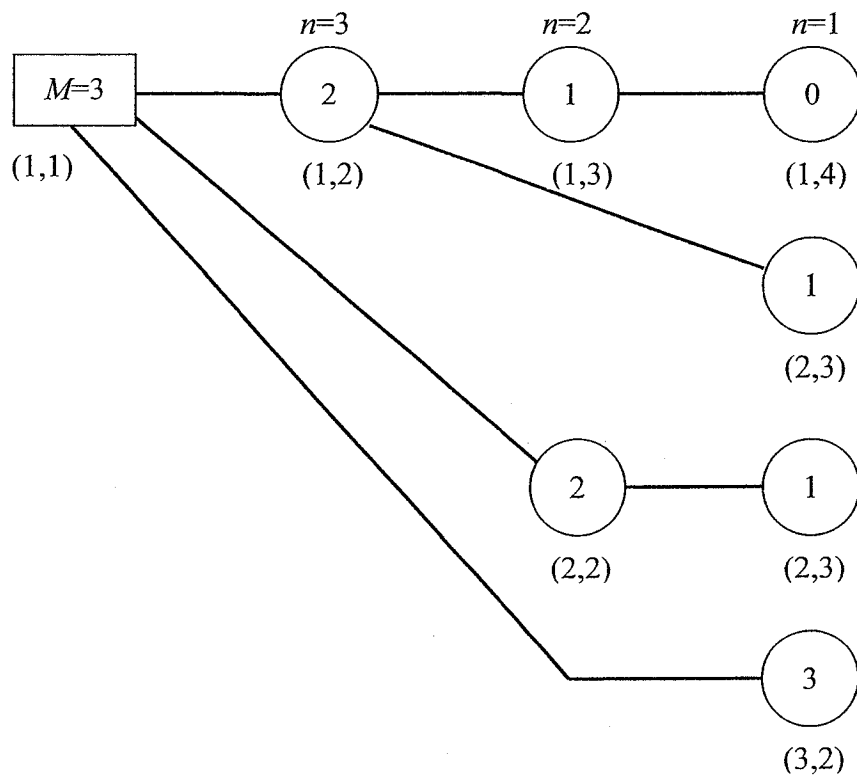 n=3 n=2 n=1
M=3 2 1 0
(1,1) (1,2) (1,3) (1,4)
1
(2,3)
2 1
(2,2) (2,3)
3
(3,2)